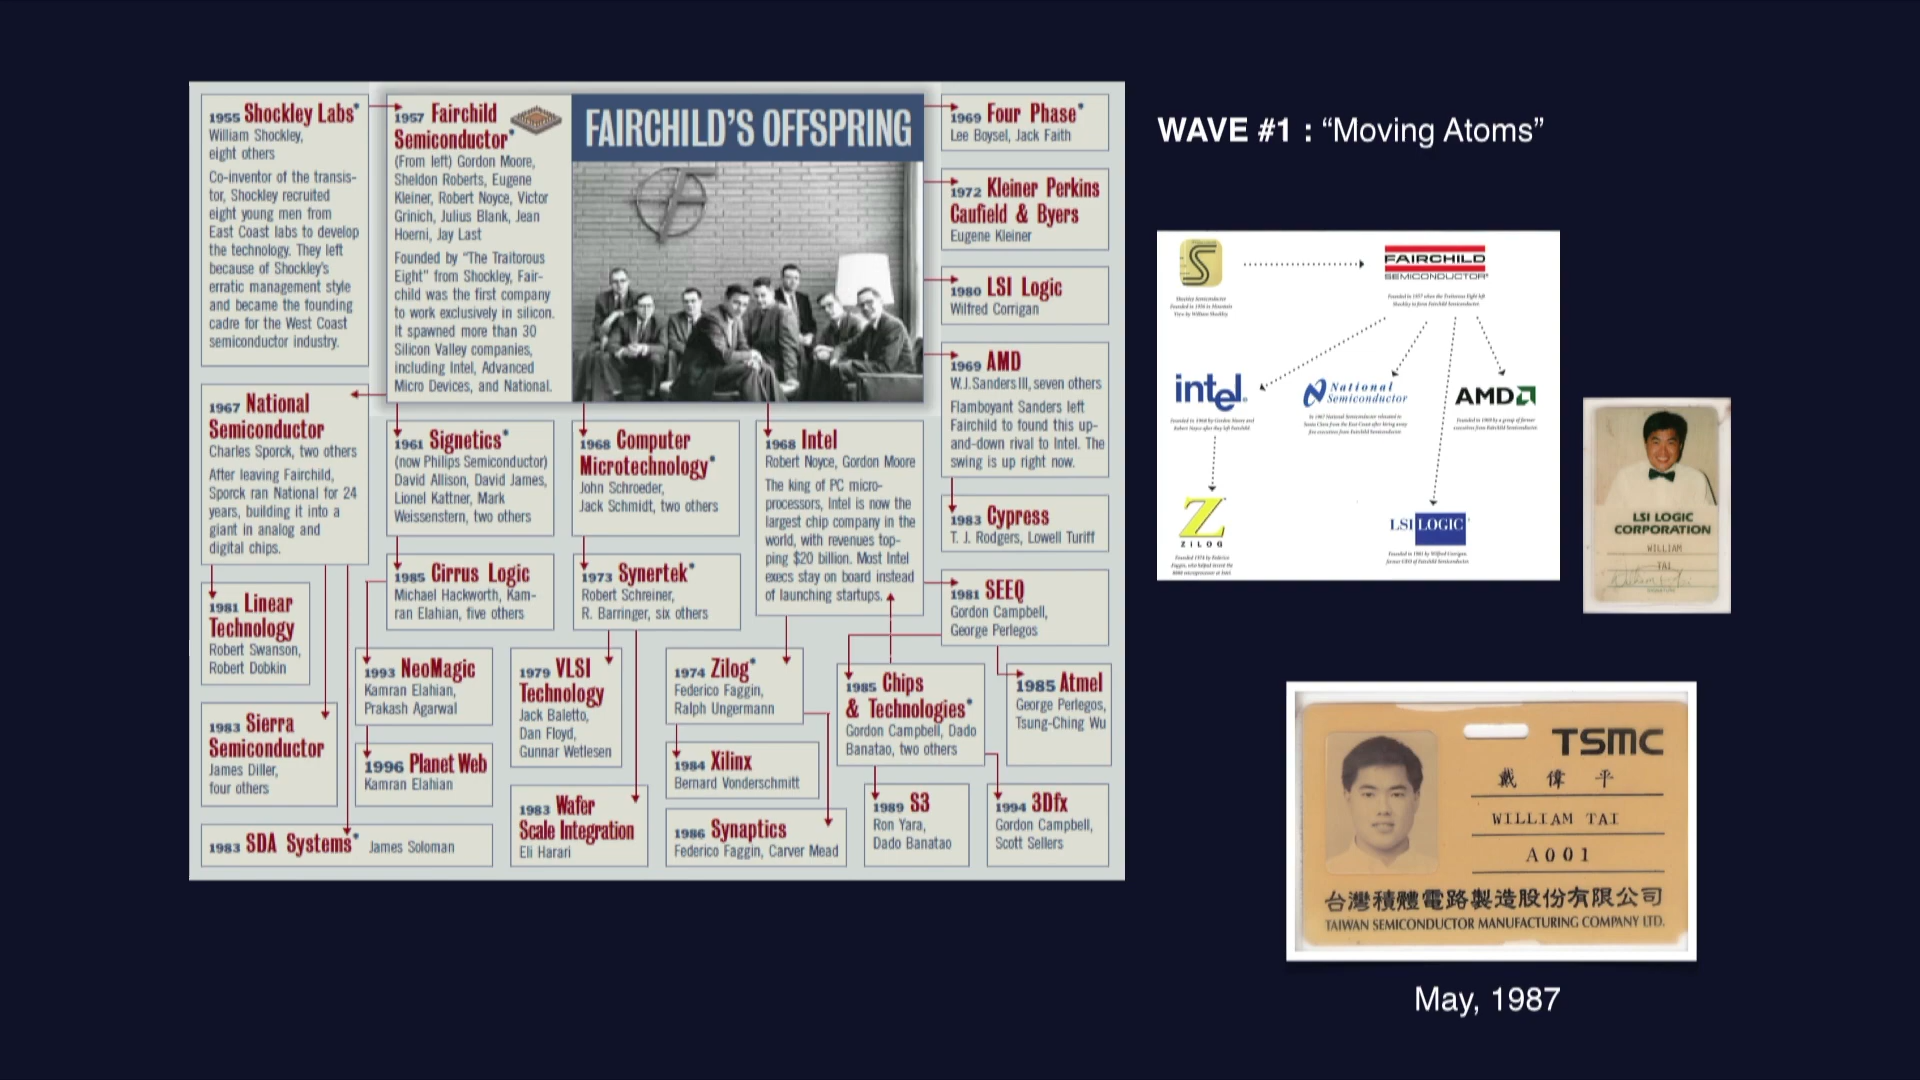 1955 Shockley Labs*
William Shockley,
eight others
Co-inventor of the transis-
tor, Shockley recruited
eight young men from
East Coast labs to develop
the technology. They left
because of Shockley's
erratic management style
and became the founding
cadre for the West Coast
semiconductor industry.
1957 Fairchild
Semiconductor*
(From left) Gordon Moore,
Sheldon Roberts, Eugene
Kleiner, Robert Noyce, Victor
Grinich, Julius Blank, Jean
Hoerni, Jay Last
Founded by "The Traitorous
Eight" from Shockley, Fair-
child was the first company
to work exclusively in silicon.
It spawned more than 30
Silicon Valley companies,
including Intel, Advanced
Micro Devices, and National.
FAIRCHILD'S OFFSPRING
1969 Four Phase*
Lee Boysel, Jack Faith
1972 Kleiner Perkins
Caufield & Byers
Eugene Kleiner
1980 LSI Logic
Wilfred Corrigan
1969 AMD
W.J.Sanders III, seven others
Flamboyant Sanders left
Fairchild to found this up-
and-down rival to Intel. The
swing is up right now.
1967 National
Semiconductor
Charles Sporck, two others
After leaving Fairchild,
Sporck ran National for 24
years, building it into a
giant in analog and
digital chips.
1961 Signetics*
(now Philips Semiconductor)
David Allison, David James,
Lionel Kattner, Mark
Weissenstern, two others
1968 Computer
Microtechnology*
John Schroeder,
Jack Schmidt, two others
1968 Intel
Robert Noyce, Gordon Moore
The king of PC micro-
processors, Intel is now the
largest chip company in the
world, with revenues top-
ping $20 billion. Most Intel
execs stay on board instead
of launching startups.
1983 Cypress
T. J. Rodgers, Lowell Turiff
1985 Cirrus Logic
Michael Hackworth, Kam-
ran Elahian, five others
1973 Synertek*
Robert Schreiner,
R. Barringer, six others
1981 SEEQ
Gordon Campbell,
George Perlegos
1981 Linear
Technology
Robert Swanson,
Robert Dobkin
1993 NeoMagic
Kamran Elahian,
Prakash Agarwal
1979 VLSI
Technology
Jack Baletto,
Dan Floyd,
Gunnar Wetlesen
1974 Zilog*
Federico Faggin,
Ralph Ungermann
1985 Chips
& Technologies*
Gordon Campbell, Dado
Banatao, two others
1985 Atmel
George Perlegos,
Tsung-Ching Wu
1983 Sierra
Semiconductor
James Diller,
four others
1996 Planet Web
Kamran Elahian
1983 Wafer
Scale Integration
Eli Harari
1984 Xilinx
Bernard Vonderschmitt
1986 Synaptics
Federico Faggin, Carver Mead
1989 S3
Ron Yara,
Dado Banatao
1994 3Dfx
Gordon Campbell,
Scott Sellers
1983 SDA Systems* James Soloman
WAVE #1 : “Moving Atoms”
S
Shockley Semiconductor
FAIRCHILD
SEMICONDUCTOR
intel
National
Semiconductor
AMD
ZILOG
LSI LOGIC
LSI LOGIC
CORPORATION
WILLIAM
TAI
TSMC
戴 偉 平
WILLIAM TAI
A001
台灣積體電路製造股份有限公司
TAIWAN SEMICONDUCTOR MANUFACTURING COMPANY LTD.
May, 1987